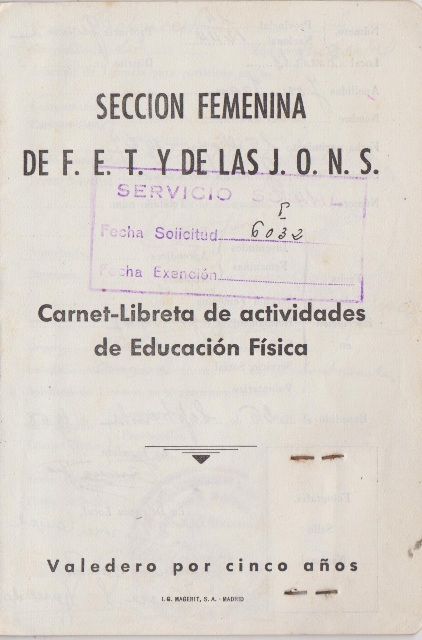 SECCION FEMENINA
DE F. E. T. Y DE LAS J. O. N. S.
SERVICIO
Fecha Solicitud 6032
Fecha Exención
Carnet-Libreta de actividades
de Educación Física
Valedero por cinco años
I. G. MAGERIT, S. A. - MADRID